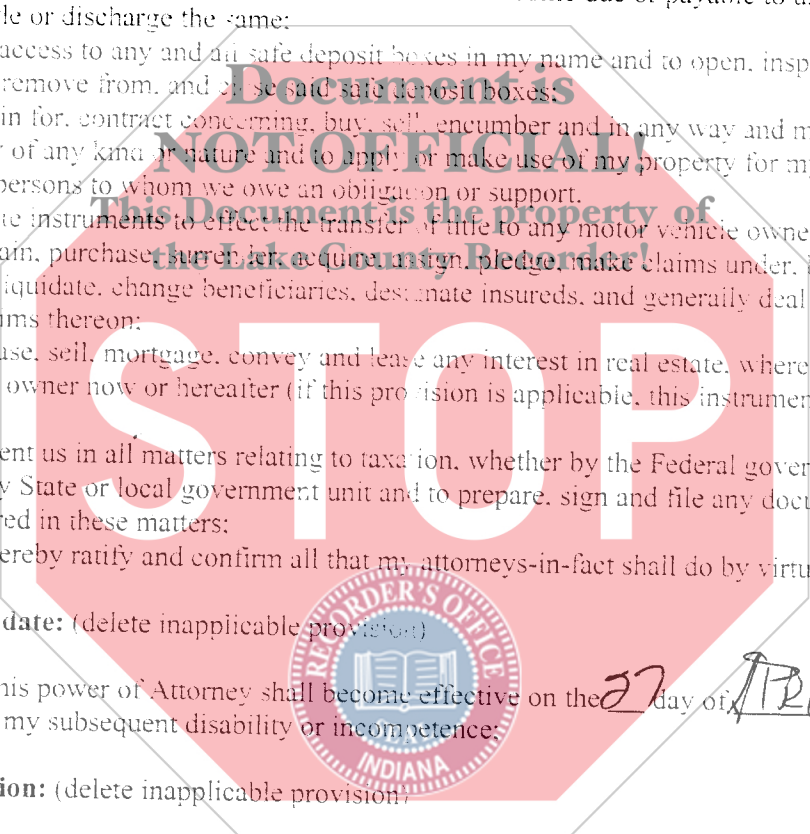 due or payable to
le or discharge the same;
access to any and all safe deposit boxes in my name and to open, insp
remove from, and close said safe deposit boxes;
in for, contract concerning, buy, sell, encumber and in any way and m
of any kind or nature and to apply or make use of my property for my
persons to whom we owe an obligation or support.
te instruments to effect the transfer of title to any motor vehicle owne
ain, purchase, surrender, acquire, assign, pledge, make claims under,
liquidate, change beneficiaries, designate insureds, and generally deal
ims thereon;
ase, sell, mortgage, convey and lease any interest in real estate, where
owner now or hereafter (if this provision is applicable, this instrumen
ent us in all matters relating to taxation, whether by the Federal gover
y State or local government unit and to prepare, sign and file any docu
red in these matters;
ereby ratify and confirm all that my attorneys-in-fact shall do by virtu
date: (delete inapplicable provision)
his power of Attorney shall become effective on the 27 day of
my subsequent disability or incompetence;
ion: (delete inapplicable provision)
Document is
NOT OFFICIAL!
This Document is the property of
the Lake County Recorder!
STOP
RECORDER'S OFFICE
SEAL
INDIANA